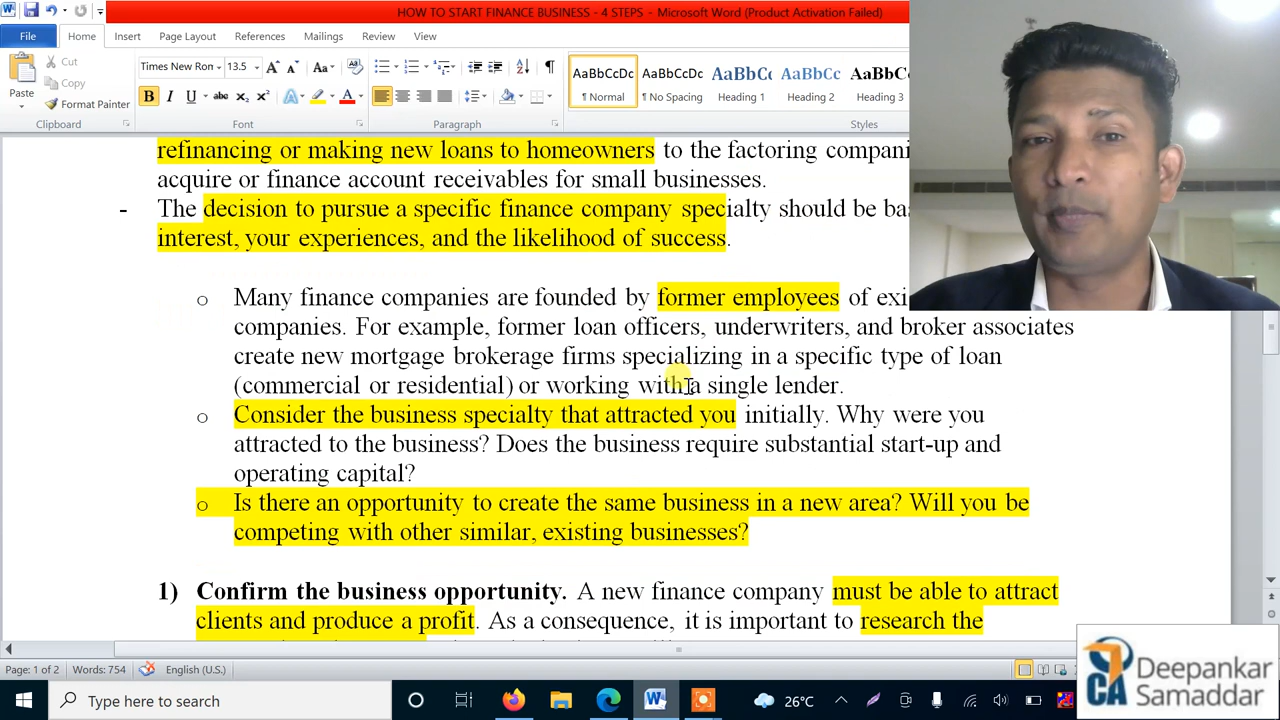 HOW TO START FINANCE BUSINESS - 4 STEPS - Microsoft Word (Product Activation Failed)
File Home Insert Page Layout References Mailings Review View
Cut
Copy
Format Painter
Paste
Clipboard
Times New Ron 13.5
B I U abc x₂ x² Aa A
Font
Paragraph
AaBbCcDc AaBbCcDc AaBbCc AaBbCc AaBbCc
¶ Normal ¶ No Spacing Heading 1 Heading 2 Heading 3
Styles
refinancing or making new loans to homeowners to the factoring compani
acquire or finance account receivables for small businesses.
- The decision to pursue a specific finance company specialty should be bas
interest, your experiences, and the likelihood of success.
o Many finance companies are founded by former employees of exi
companies. For example, former loan officers, underwriters, and broker associates
create new mortgage brokerage firms specializing in a specific type of loan
(commercial or residential) or working with a single lender.
o Consider the business specialty that attracted you initially. Why were you
attracted to the business? Does the business require substantial start-up and
operating capital?
o Is there an opportunity to create the same business in a new area? Will you be
competing with other similar, existing businesses?
1) Confirm the business opportunity. A new finance company must be able to attract
clients and produce a profit. As a consequence, it is important to research the
Page: 1 of 2 Words: 754 English (U.S.)
CA Deepankar
Samaddar
Type here to search
26°C